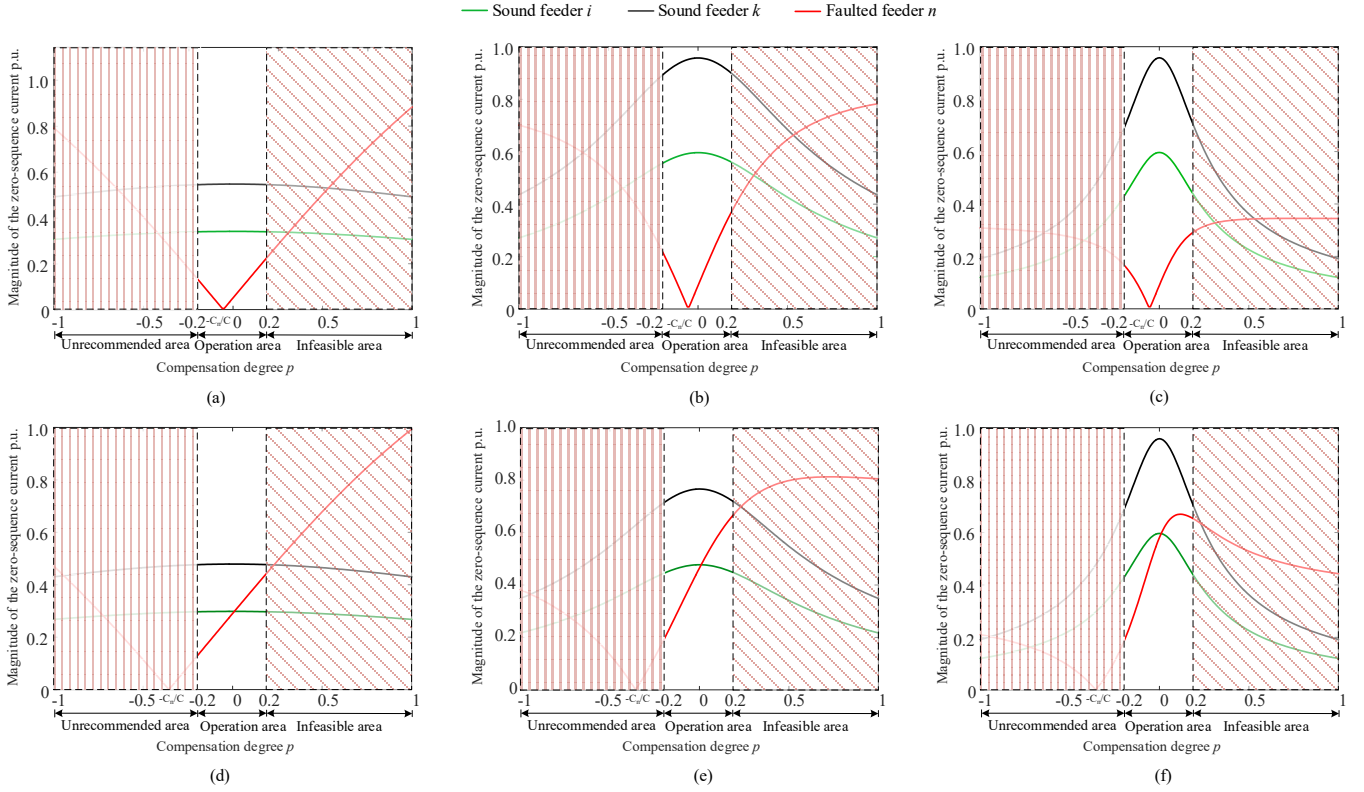 Sound feeder i Sound feeder k Faulted feeder n
Magnitude of the zero-sequence current p.u.
1.0
0.8
0.6
0.4
0.2
0
-1 -0.5 -0.2 -Cn/C 0 0.2 0.5 1
Unrecommended area Operation area Infeasible area
Compensation degree p
(a)
Magnitude of the zero-sequence current p.u.
1.0
0.8
0.6
0.4
0.2
0
-1 -0.5 -0.2 -Cn/C 0 0.2 0.5 1
Unrecommended area Operation area Infeasible area
Compensation degree p
(b)
Magnitude of the zero-sequence current p.u.
1.0
0.8
0.6
0.4
0.2
0
-1 -0.5 -0.2 -Cn/C 0 0.2 0.5 1
Unrecommended area Operation area Infeasible area
Compensation degree p
(c)
Magnitude of the zero-sequence current p.u.
1.0
0.8
0.6
0.4
0.2
0
-1 -0.5 -Cn/C -0.2 0 0.2 0.5 1
Unrecommended area Operation area Infeasible area
Compensation degree p
(d)
Magnitude of the zero-sequence current p.u.
1.0
0.8
0.6
0.4
0.2
0
-1 -0.5 -Cn/C -0.2 0 0.2 0.5 1
Unrecommended area Operation area Infeasible area
Compensation degree p
(e)
Magnitude of the zero-sequence current p.u.
1.0
0.8
0.6
0.4
0.2
0
-1 -0.5 -Cn/C -0.2 0 0.2 0.5 1
Unrecommended area Operation area Infeasible area
Compensation degree p
(f)